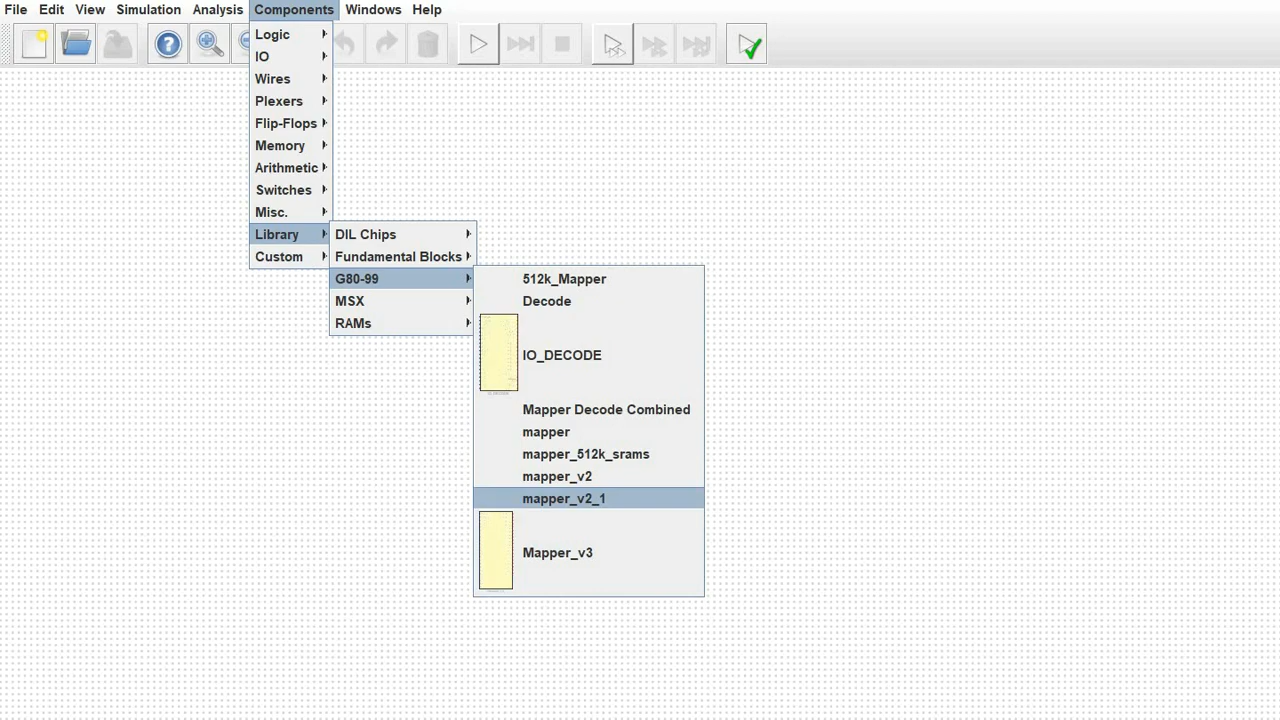 File Edit View Simulation Analysis Components Windows Help
Logic
IO
Wires
Plexers
Flip-Flops
Memory
Arithmetic
Switches
Misc.
Library
Custom
DIL Chips
Fundamental Blocks
G80-99
MSX
RAMs
512k_Mapper
Decode
IO_DECODE
Mapper Decode Combined
mapper
mapper_512k_srams
mapper_v2
mapper_v2_1
Mapper_v3